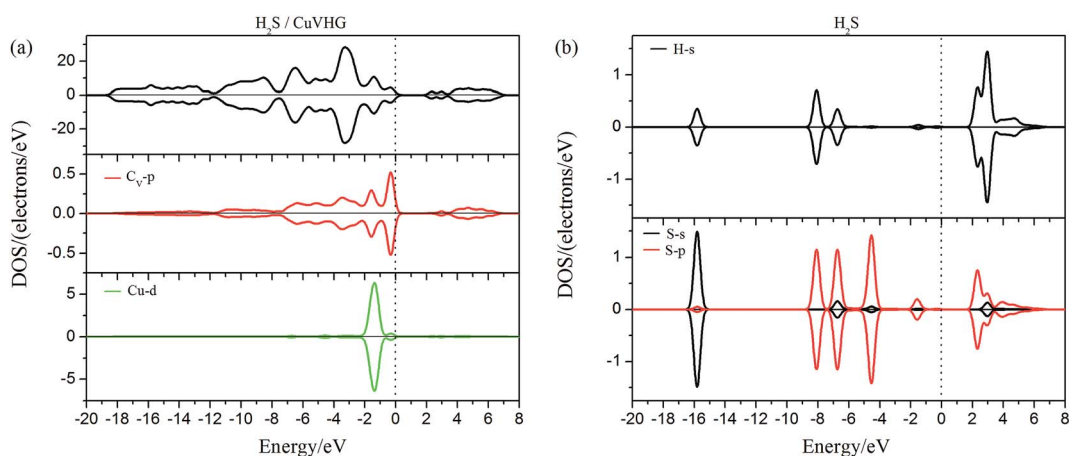 (a)
H₂S / CuVHG
20
0
-20
C_V-p
0.5
0.0
-0.5
Cu-d
5
0
-5
-20 -18 -16 -14 -12 -10 -8 -6 -4 -2 0 2 4 6 8
Energy/eV
DOS/(electrons/eV)
(b)
H₂S
H-s
1
0
-1
S-s
S-p
1
0
-1
-20 -18 -16 -14 -12 -10 -8 -6 -4 -2 0 2 4 6 8
Energy/eV
DOS/(electrons/eV)